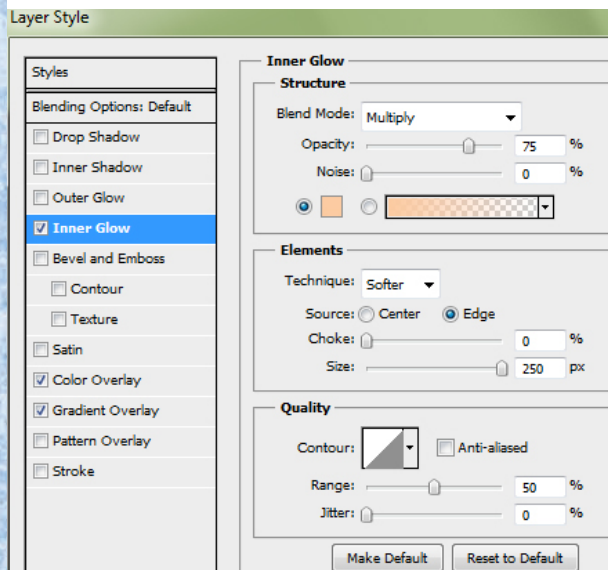 Layer Style
Styles
Blending Options: Default
Drop Shadow
Inner Shadow
Outer Glow
Inner Glow
Bevel and Emboss
Contour
Texture
Satin
Color Overlay
Gradient Overlay
Pattern Overlay
Stroke
Inner Glow
Structure
Blend Mode: Multiply
Opacity: 75 %
Noise: 0 %
Elements
Technique: Softer
Source: Center Edge
Choke: 0 %
Size: 250 px
Quality
Contour: Anti-aliased
Range: 50 %
Jitter: 0 %
Make Default Reset to Default